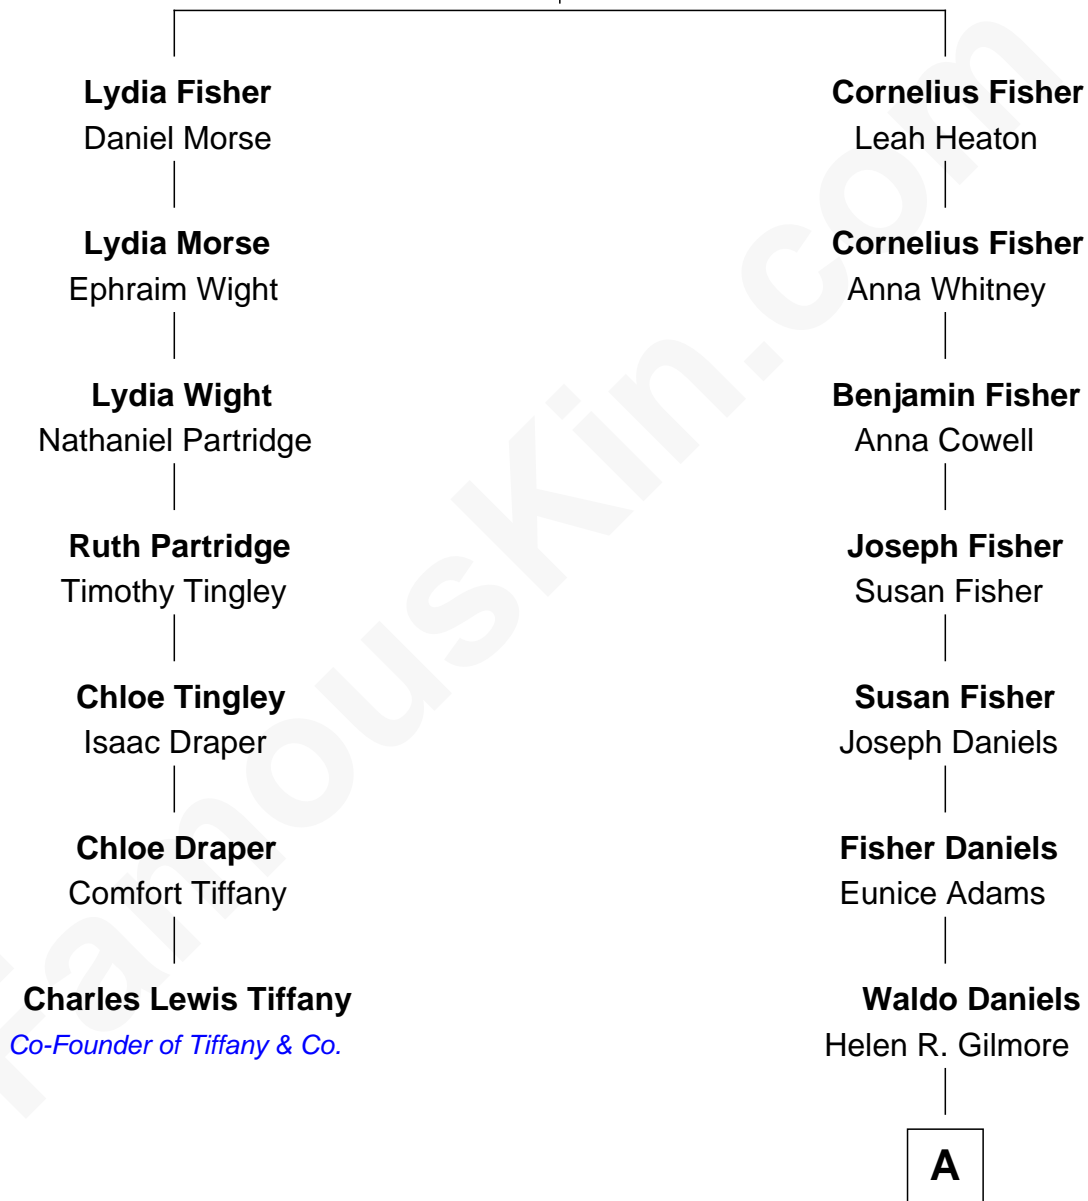 Lydia Fisher
Daniel Morse
Lydia Morse
Ephraim Wight
Lydia Wight
Nathaniel Partridge
Ruth Partridge
Timothy Tingley
Chloe Tingley
Isaac Draper
Chloe Draper
Comfort Tiffany
Charles Lewis Tiffany
Co-Founder of Tiffany & Co.
Cornelius Fisher
Leah Heaton
Cornelius Fisher
Anna Whitney
Benjamin Fisher
Anna Cowell
Joseph Fisher
Susan Fisher
Susan Fisher
Joseph Daniels
Fisher Daniels
Eunice Adams
Waldo Daniels
Helen R. Gilmore
A
FamousKin.com